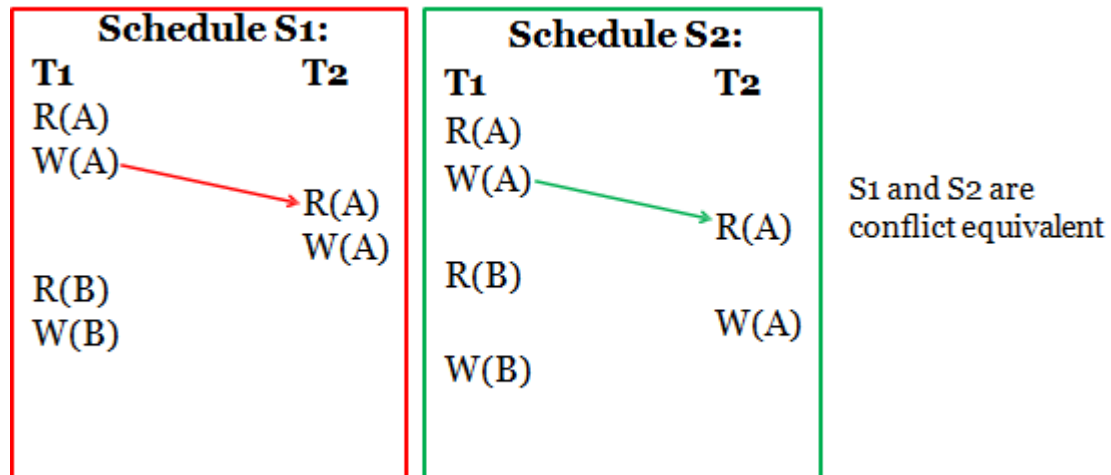 Schedule S1:
T1 T2
R(A)
W(A)
R(A)
W(A)
R(B)
W(B)
Schedule S2:
T1 T2
R(A)
W(A)
R(A)
R(B)
W(A)
W(B)
S1 and S2 are
conflict equivalent